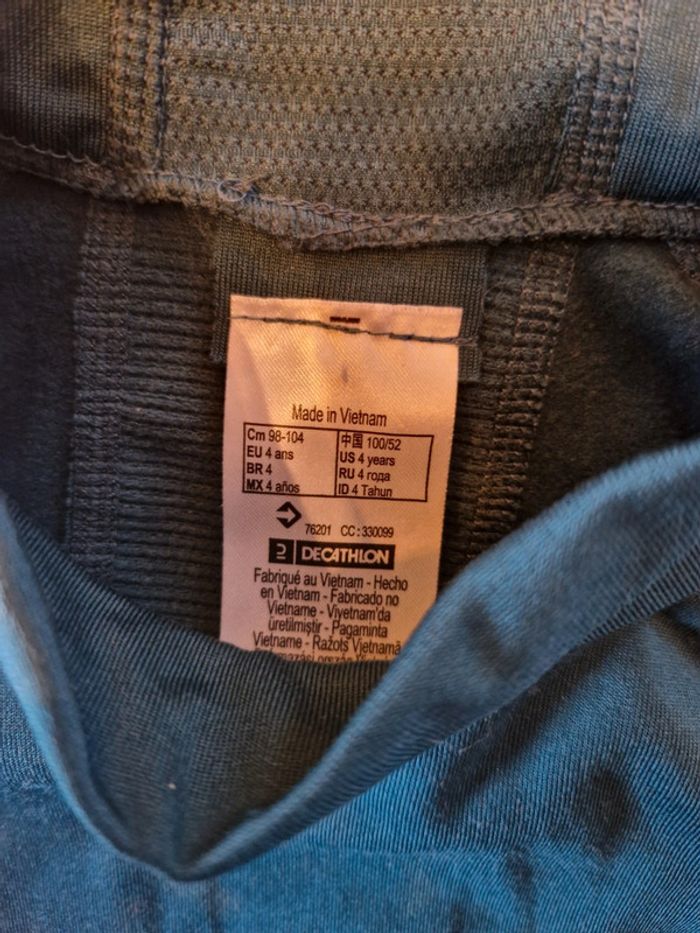 Made in Vietnam
Cm 98-104 中国 100/52
EU 4 ans US 4 years
BR 4 RU 4 года
MX 4 años ID 4 Tahun
76201 CC : 330099
DECATHLON
Fabriqué au Vietnam - Hecho
en Vietnam - Fabricado no
Vietname - Viyetnam'da
üretilmiştir - Pagaminta
Vietname - Ražots Vjetnamā